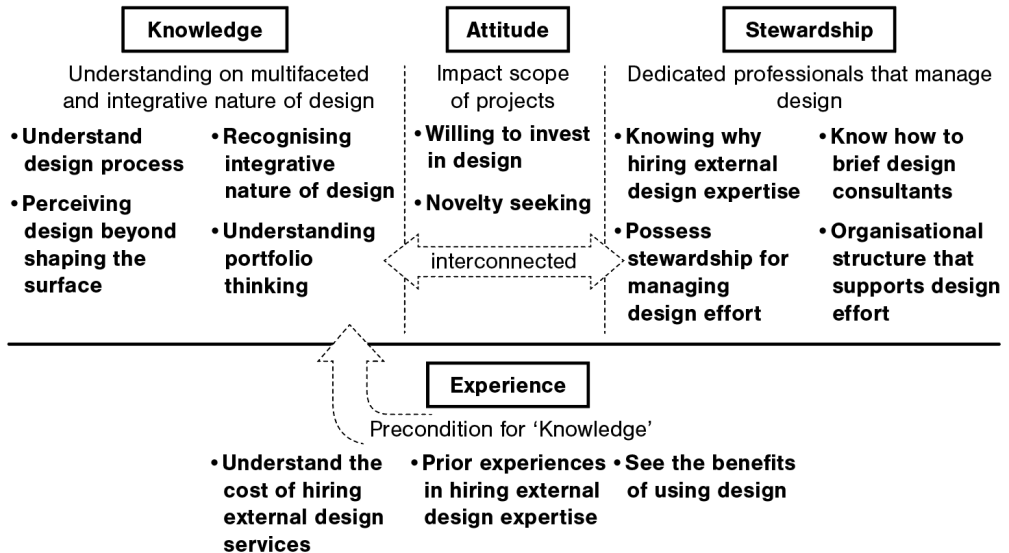 Knowledge
Understanding on multifaceted
and integrative nature of design
• Understand
design process
• Perceiving
design beyond
shaping the
surface
• Recognising
integrative
nature of design
• Understanding
portfolio
thinking
Attitude
Impact scope
of projects
• Willing to invest
in design
• Novelty seeking
interconnected
Stewardship
Dedicated professionals that manage
design
• Knowing why
hiring external
design expertise
• Possess
stewardship for
managing
design effort
• Know how to
brief design
consultants
• Organisational
structure that
supports design
effort
Experience
Precondition for ‘Knowledge’
• Understand the
cost of hiring
external design
services
• Prior experiences
in hiring external
design expertise
• See the benefits
of using design